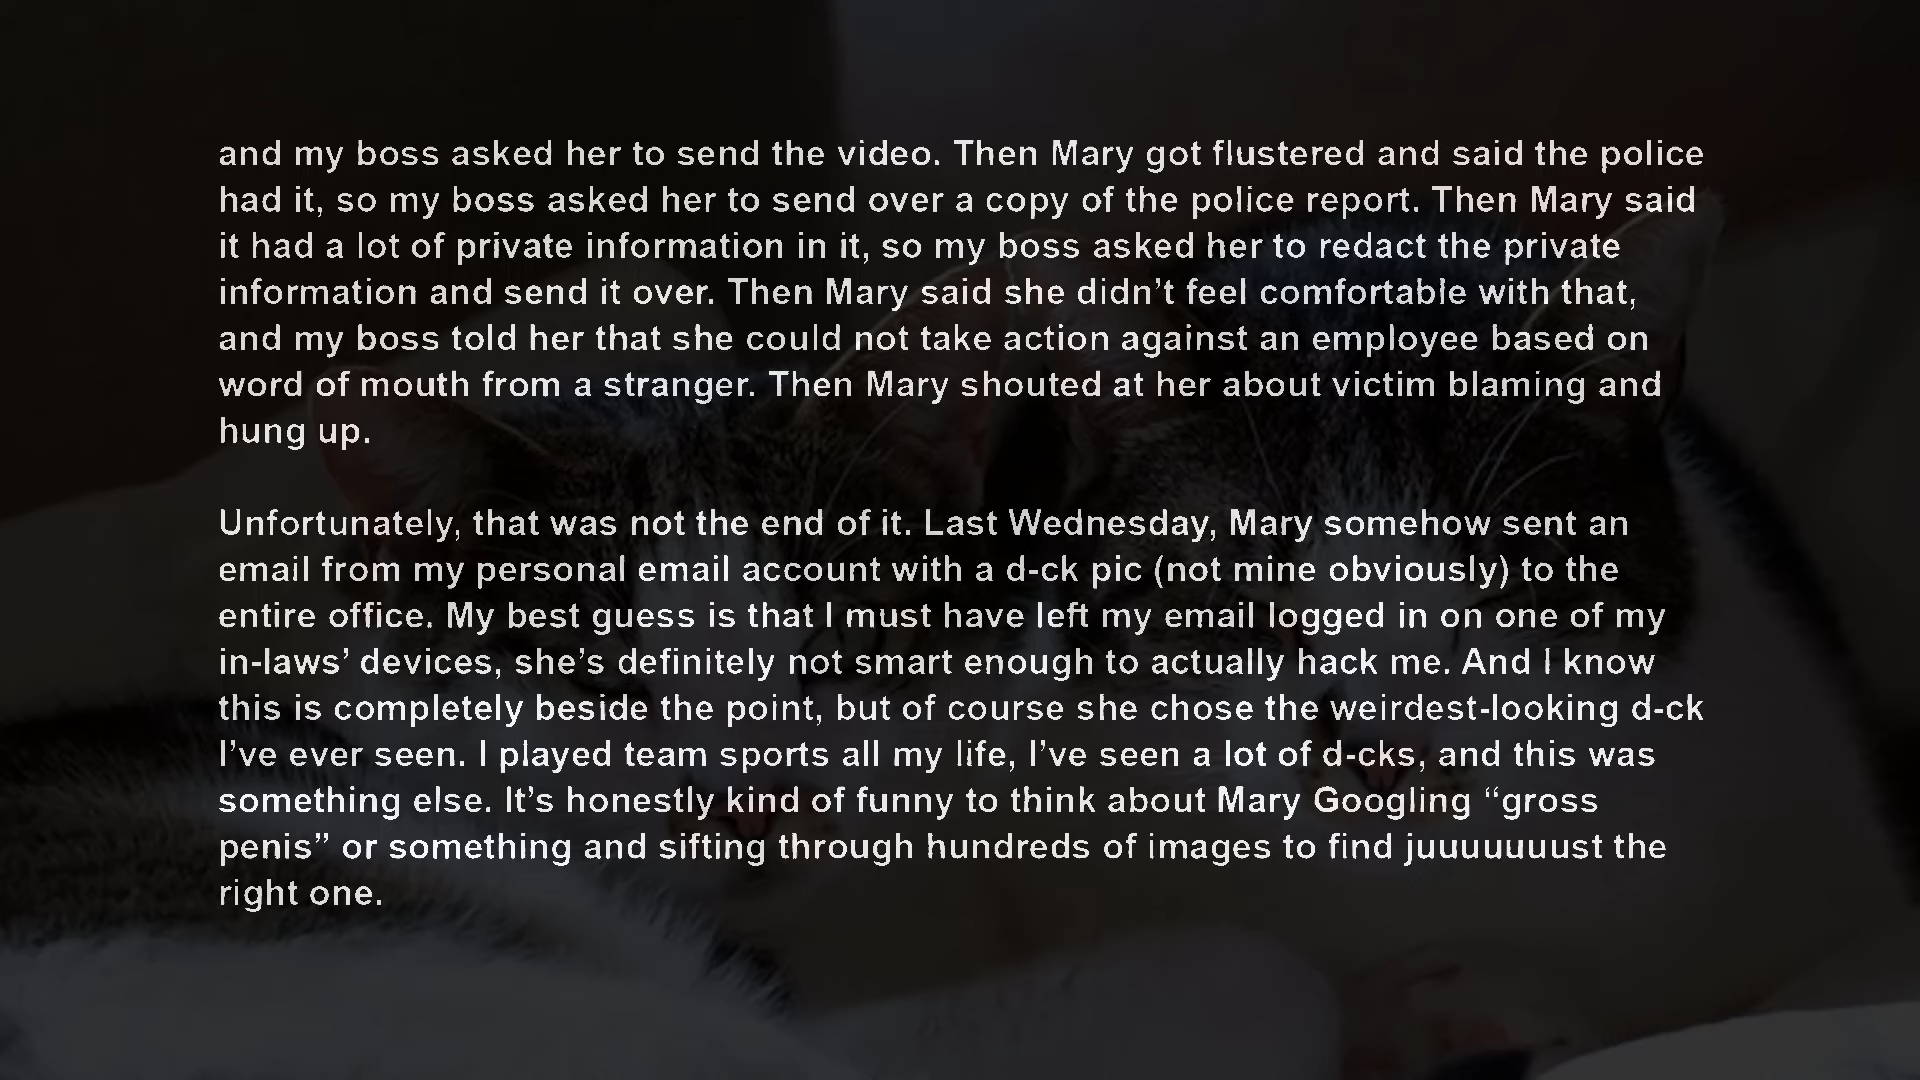 and my boss asked her to send the video. Then Mary got flustered and said the police
had it, so my boss asked her to send over a copy of the police report. Then Mary said
it had a lot of private information in it, so my boss asked her to redact the private
information and send it over. Then Mary said she didn’t feel comfortable with that,
and my boss told her that she could not take action against an employee based on
word of mouth from a stranger. Then Mary shouted at her about victim blaming and
hung up.
Unfortunately, that was not the end of it. Last Wednesday, Mary somehow sent an
email from my personal email account with a d-ck pic (not mine obviously) to the
entire office. My best guess is that I must have left my email logged in on one of my
in-laws’ devices, she’s definitely not smart enough to actually hack me. And I know
this is completely beside the point, but of course she chose the weirdest-looking d-ck
I’ve ever seen. I played team sports all my life, I’ve seen a lot of d-cks, and this was
something else. It’s honestly kind of funny to think about Mary Googling “gross
penis” or something and sifting through hundreds of images to find juuuuuuust the
right one.